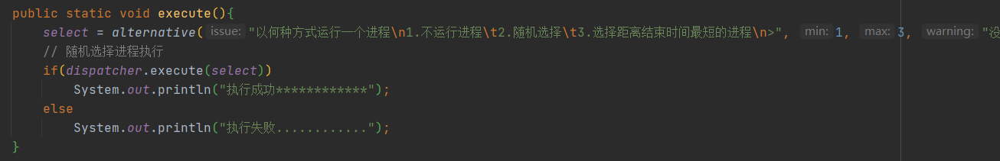 public static void execute(){
select = alternative( issue: "以何种方式运行一个进程\n1.不运行进程\t2.随机选择\t3.选择距离结束时间最短的进程\n>", min: 1, max: 3, warning: "没
// 随机选择进程执行
if(dispatcher.execute(select))
System.out.println("执行成功************");
else
System.out.println("执行失败............");
}